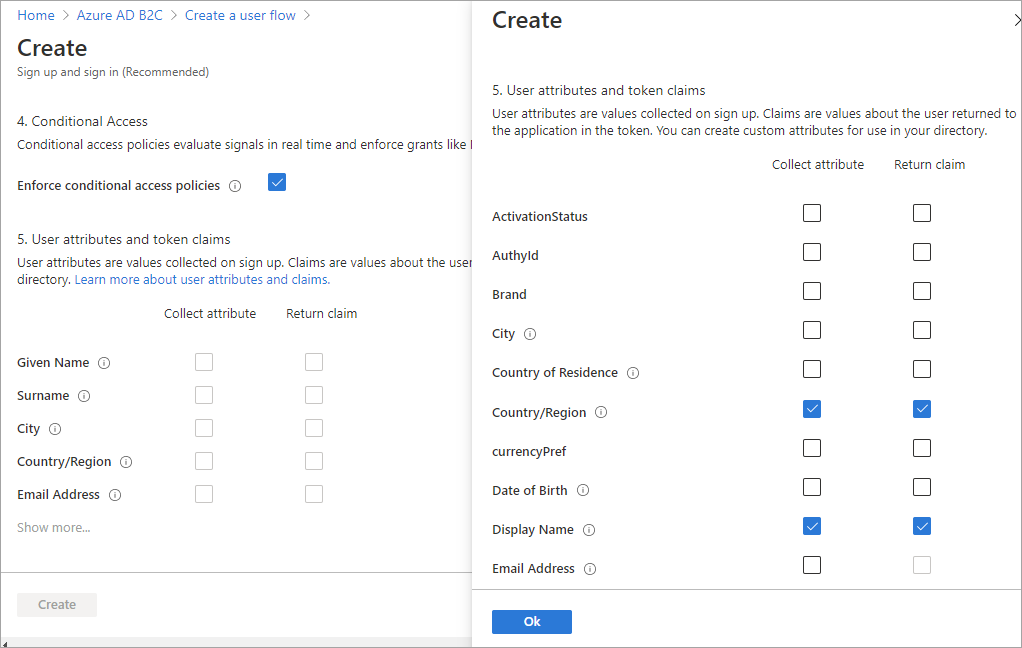 Home > Azure AD B2C > Create a user flow >
Create
Sign up and sign in (Recommended)
4. Conditional Access
Conditional access policies evaluate signals in real time and enforce grants like
Enforce conditional access policies
5. User attributes and token claims
User attributes are values collected on sign up. Claims are values about the user
directory. Learn more about user attributes and claims.
Collect attribute Return claim
Given Name
Surname
City
Country/Region
Email Address
Show more...
Create
Create
5. User attributes and token claims
User attributes are values collected on sign up. Claims are values about the user returned to
the application in the token. You can create custom attributes for use in your directory.
Collect attribute Return claim
ActivationStatus
AuthyId
Brand
City
Country of Residence
Country/Region
currencyPref
Date of Birth
Display Name
Email Address
Ok